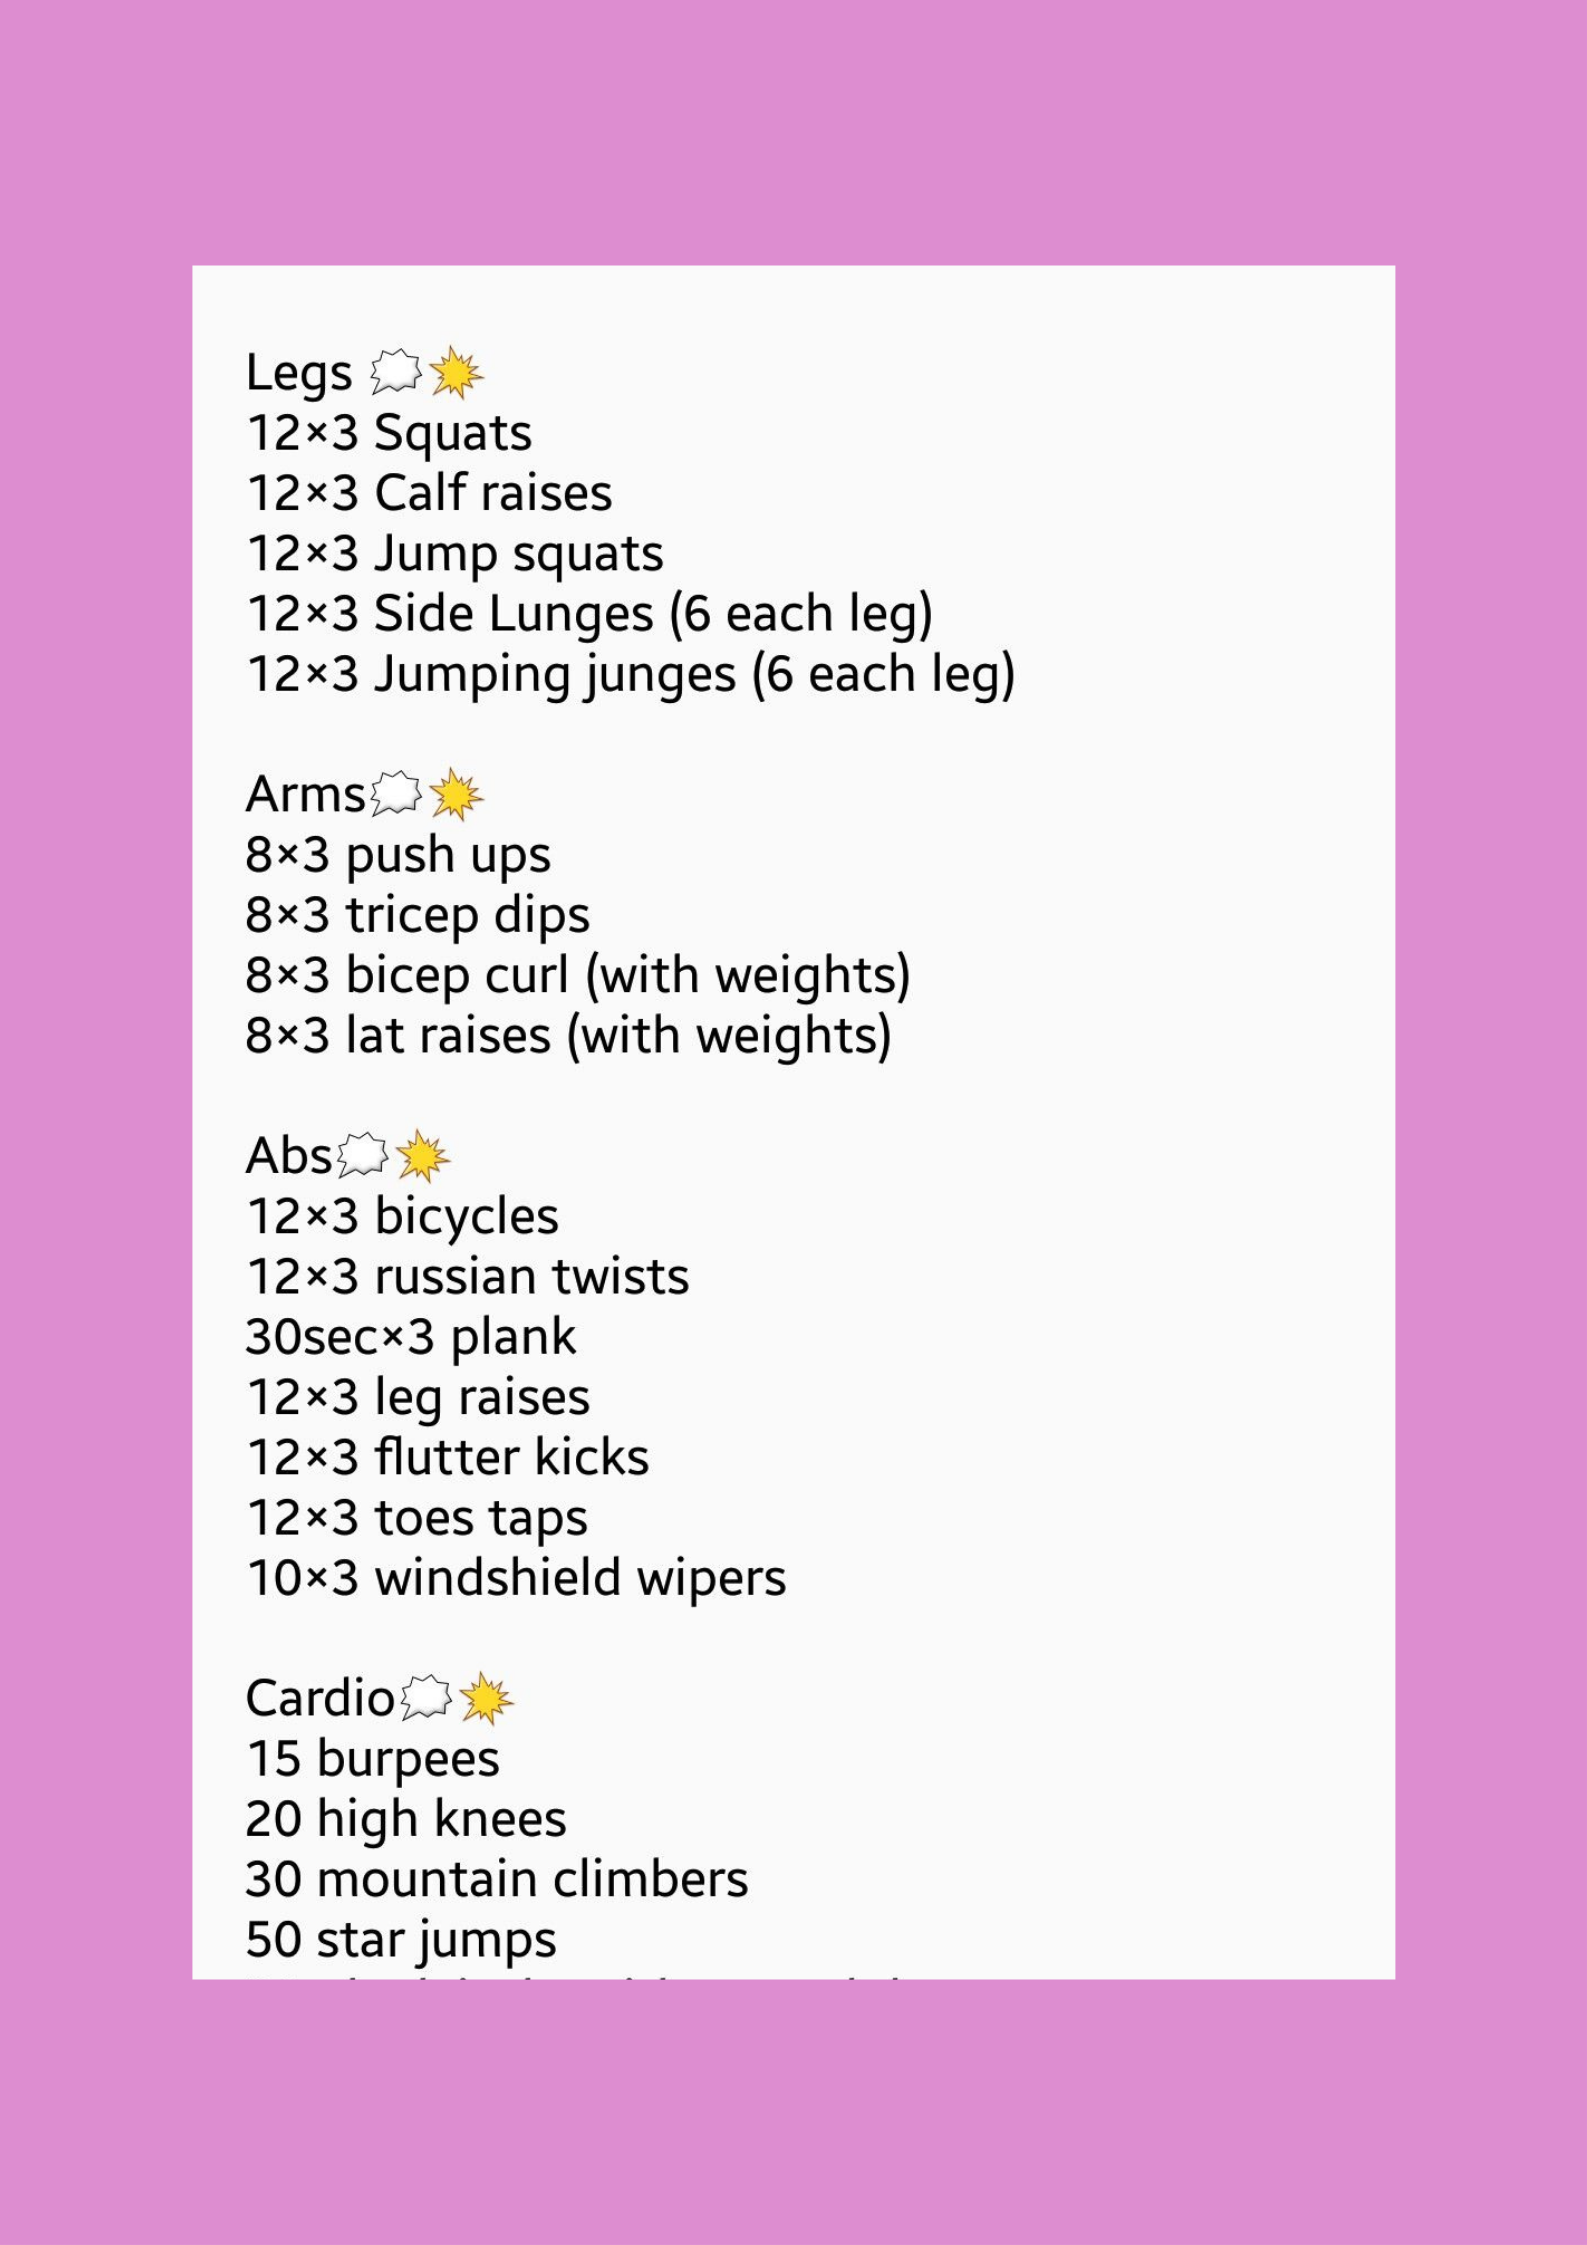 Legs 🗯💥
12×3 Squats
12×3 Calf raises
12×3 Jump squats
12×3 Side Lunges (6 each leg)
12×3 Jumping junges (6 each leg)
Arms🗯💥
8×3 push ups
8×3 tricep dips
8×3 bicep curl (with weights)
8×3 lat raises (with weights)
Abs🗯💥
12×3 bicycles
12×3 russian twists
30sec×3 plank
12×3 leg raises
12×3 flutter kicks
12×3 toes taps
10×3 windshield wipers
Cardio🗯💥
15 burpees
20 high knees
30 mountain climbers
50 star jumps